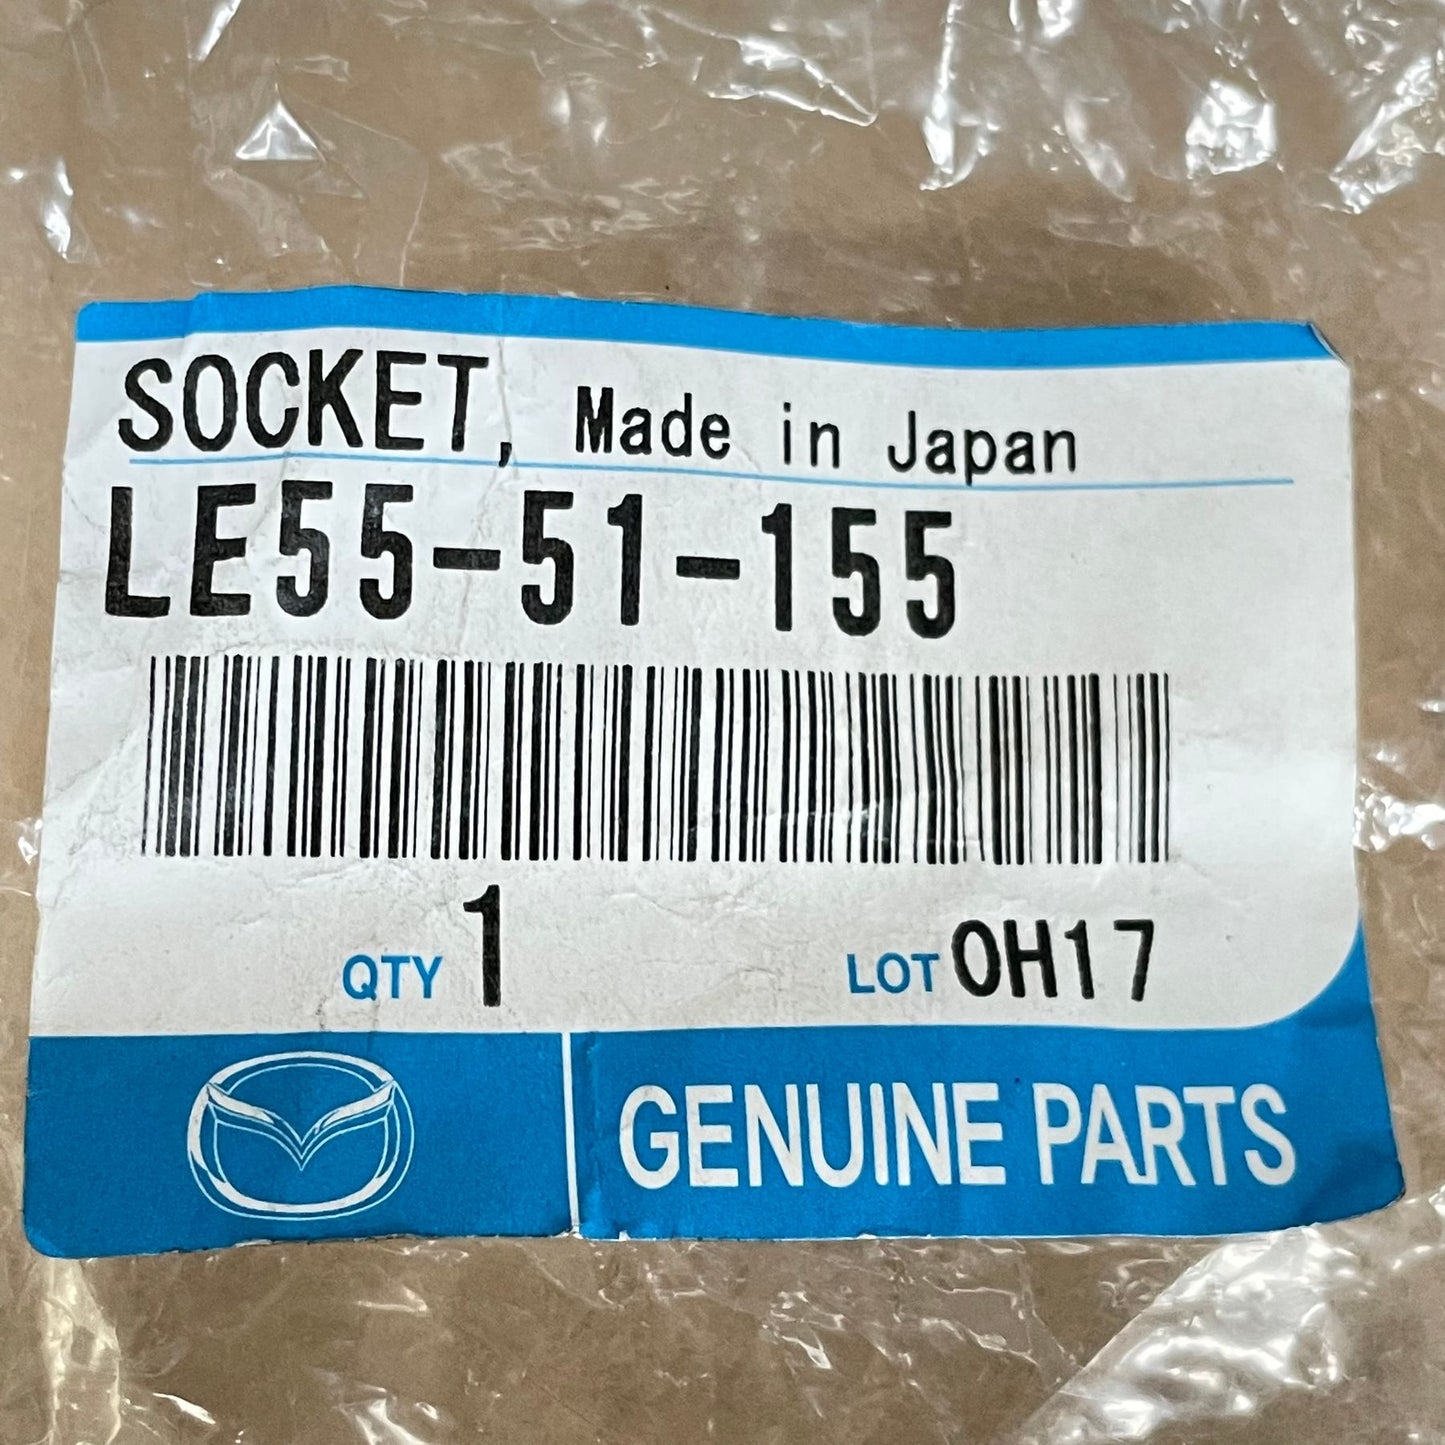 SOCKET, Made in Japan
LE55-51-155
QTY 1 LOT 0H17
GENUINE PARTS